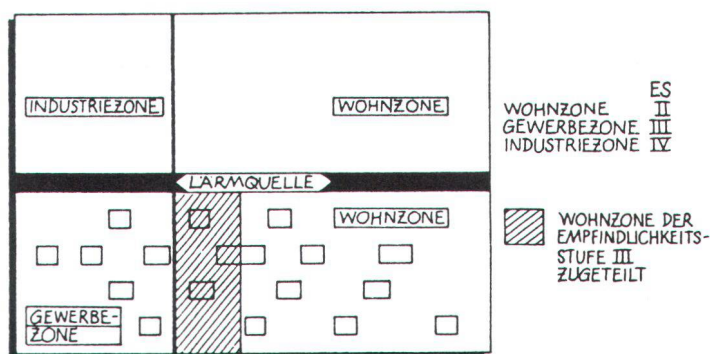 INDUSTRIEZONE
WOHNZONE
ES
WOHNZONE II
GEWERBEZONE III
INDUSTRIEZONE IV
LÄRMQUELLE
WOHNZONE
WOHNZONE DER
EMPFINDLICHKEITS-
STUFE III
ZUGETEILT
GEWERBE-
ZONE